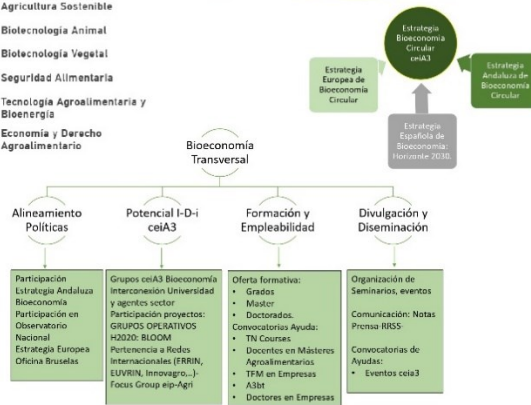 Agricultura Sostenible
Biotecnología Animal
Biotecnología Vegetal
Seguridad Alimentaria
Tecnología Agroalimentaria y
Bioenergía
Economía y Derecho
Agroalimentario
Estrategia
Bioeconomía
Circular
ceiA3
Estrategia
Europea de
Bioeconomía
Circular
Estrategia
Andaluza de
Bioeconomía
Circular
Estrategia
Española de
Bioeconomía:
Horizonte 2030.
Bioeconomía
Transversal
Alineamiento
Políticas
Participación
Estrategia Andaluza
Bioeconomía
Participación en
Observatorio
Nacional
Estrategia Europea
Oficina Bruselas
Potencial I-D-i
ceiA3
Grupos ceiA3 Bioeconomía
Interconexión Universidad
y agentes sector
Participación proyectos:
GRUPOS OPERATIVOS
H2020: BLOOM
Pertenencia a Redes
Internacionales (ERRIN,
EUVRIN, Innovagro,..)-
Focus Group eip-Agri
Formación y
Empleabilidad
Oferta formativa:
• Grados
• Master
• Doctorados.
Convocatorias Ayuda:
• TN Courses
• Docentes en Másteres
Agroalimentarios
• TFM en Empresas
• A3bt
• Doctores en Empresas
Divulgación y
Diseminación
Organización de
Seminarios, eventos
Comunicación: Notas
Prensa-RRSS-
Convocatorias de
Ayudas:
• Eventos ceia3